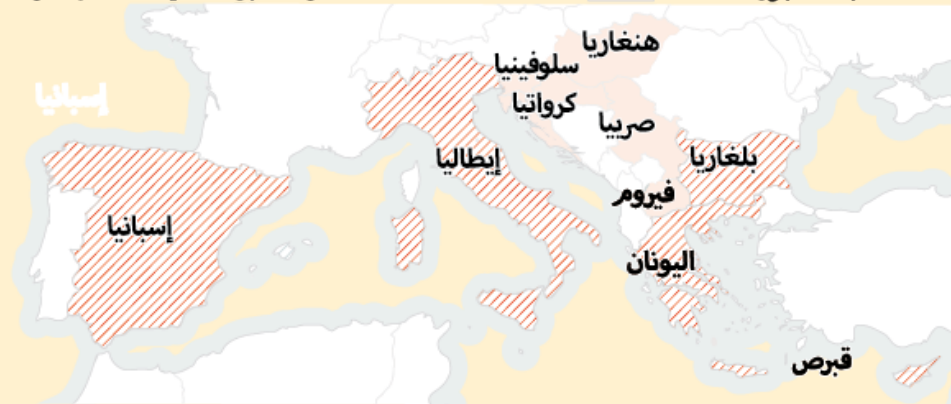 هنغاريا
سلوفينيا
كرواتيا
صربيا
إسبانيا
بلغاريا
إيطاليا
فيروم
إسبانيا
اليونان
قبرص